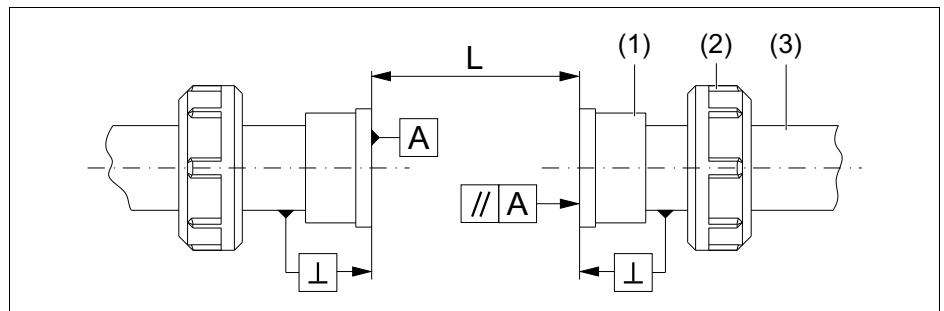 (1) (2) (3)
L
A
// A
⊥ ⊥